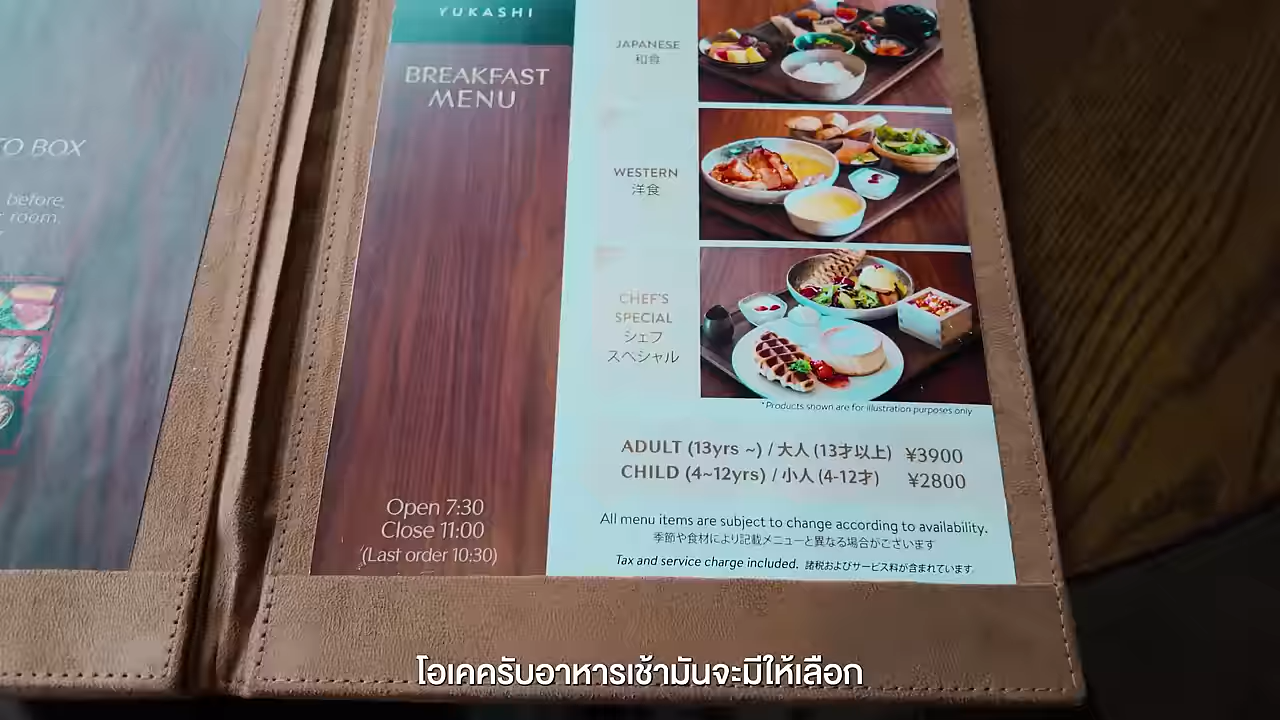 TO BOX
before,
room.
YUKASHI
BREAKFAST
MENU
Open 7:30
Close 11:00
(Last order 10:30)
JAPANESE
和食
WESTERN
洋食
CHEF'S
SPECIAL
シェフ
スペシャル
*Products shown are for illustration purposes only
ADULT (13yrs ~) / 大人 (13才以上) ¥3900
CHILD (4~12yrs) / 小人 (4-12才) ¥2800
All menu items are subject to change according to availability.
季節や食材により記載メニューと異なる場合がございます
Tax and service charge included. 諸税およびサービス料が含まれています
โอเคครับอาหารเช้ามันจะมีให้เลือก